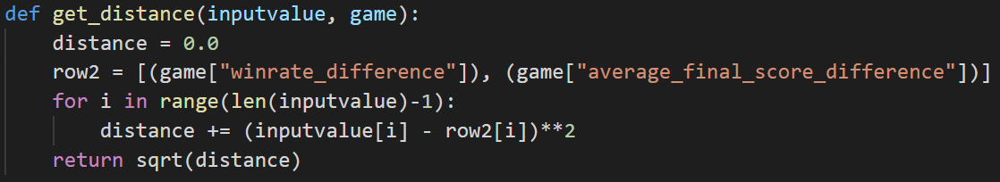 def get_distance(inputvalue, game):
    distance = 0.0
    row2 = [(game["winrate_difference"]), (game["average_final_score_difference"])]
    for i in range(len(inputvalue)-1):
        distance += (inputvalue[i] - row2[i])**2
    return sqrt(distance)